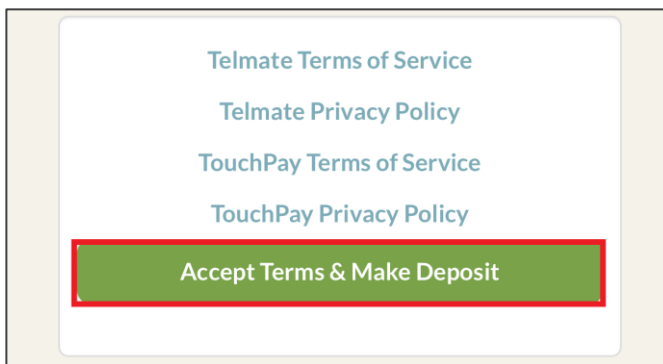 Telmate Terms of Service
Telmate Privacy Policy
TouchPay Terms of Service
TouchPay Privacy Policy
Accept Terms & Make Deposit